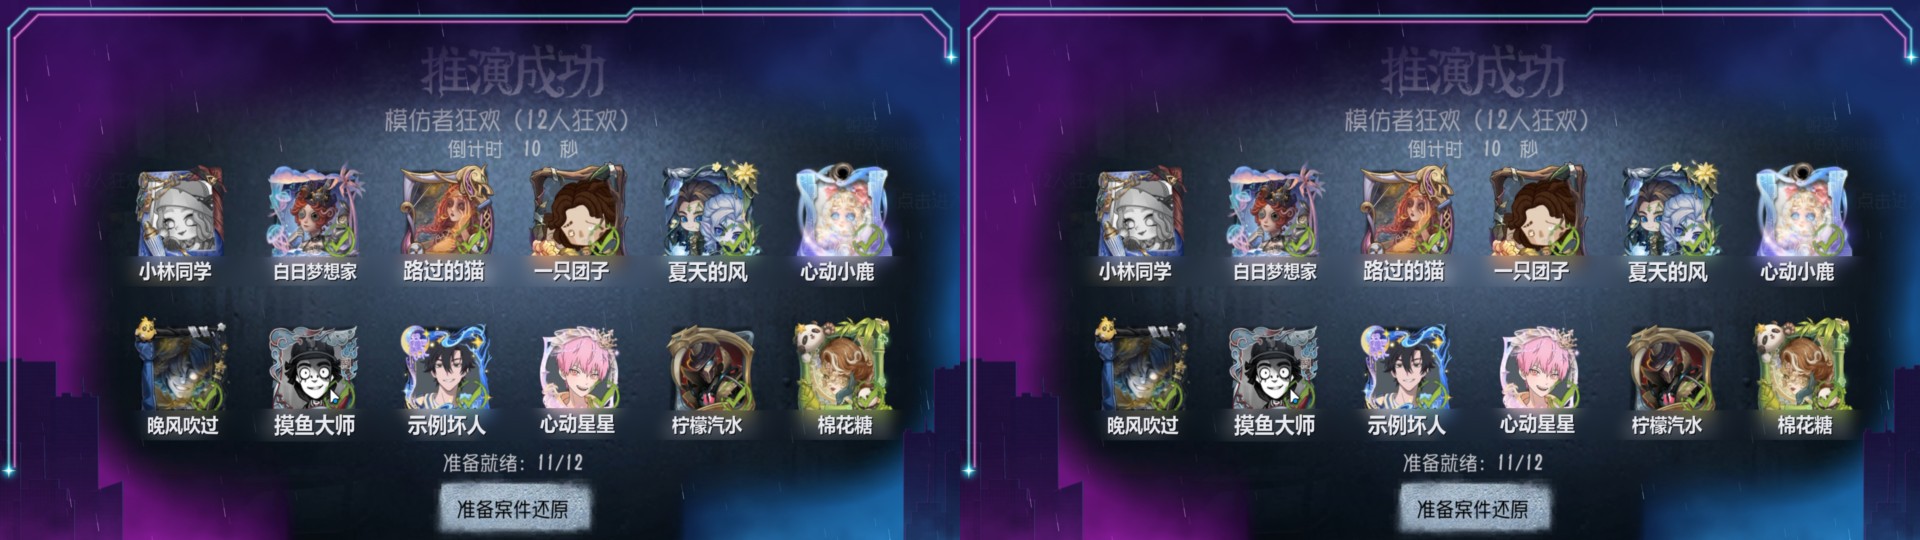 推演成功
模仿者狂欢（12人狂欢）
倒计时 10 秒
小林同学 白日梦想家 路过的猫 一只团子 夏天的风 心动小鹿
晚风吹过 摸鱼大师 示例坏人 心动星星 柠檬汽水 棉花糖
准备就绪：11/12
准备案件还原
推演成功
模仿者狂欢（12人狂欢）
倒计时 10 秒
小林同学 白日梦想家 路过的猫 一只团子 夏天的风 心动小鹿
晚风吹过 摸鱼大师 示例坏人 心动星星 柠檬汽水 棉花糖
准备就绪：11/12
准备案件还原